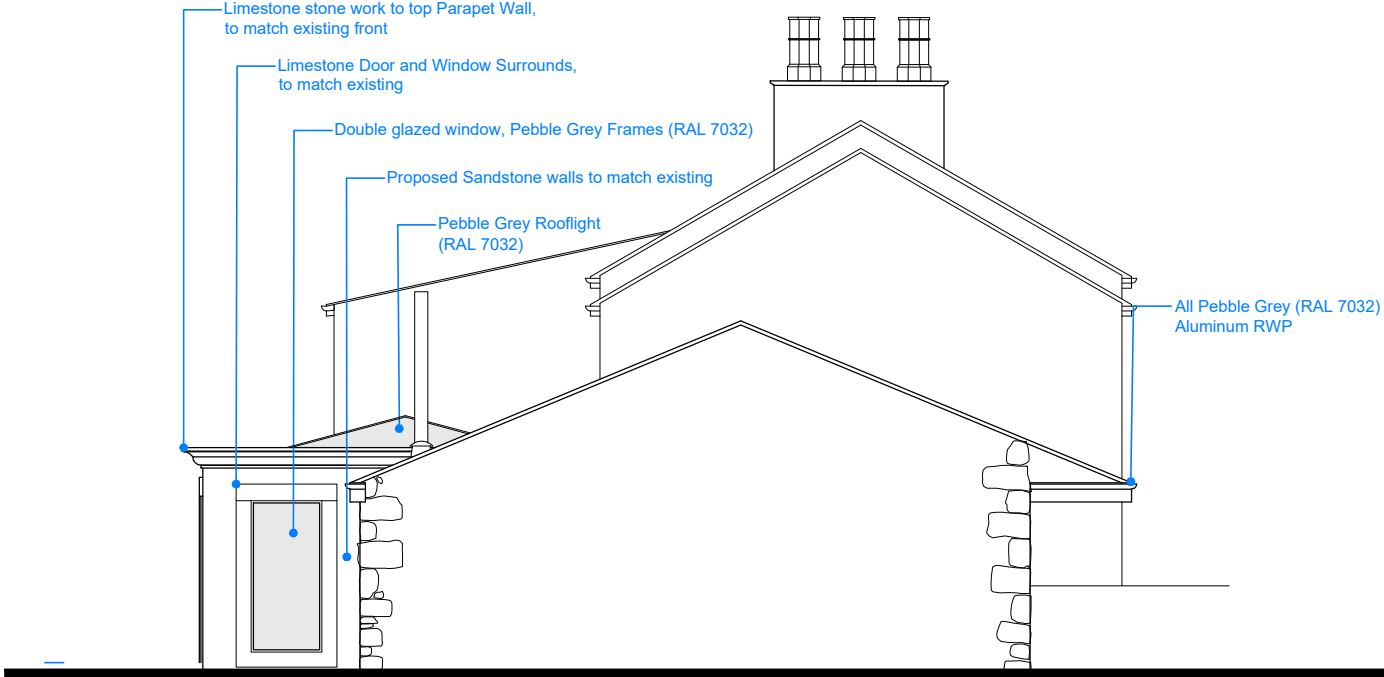 Limestone stone work to top Parapet Wall,
to match existing front
Limestone Door and Window Surrounds,
to match existing
Double glazed window, Pebble Grey Frames (RAL 7032)
Proposed Sandstone walls to match existing
Pebble Grey Rooflight
(RAL 7032)
All Pebble Grey (RAL 7032)
Aluminum RWP